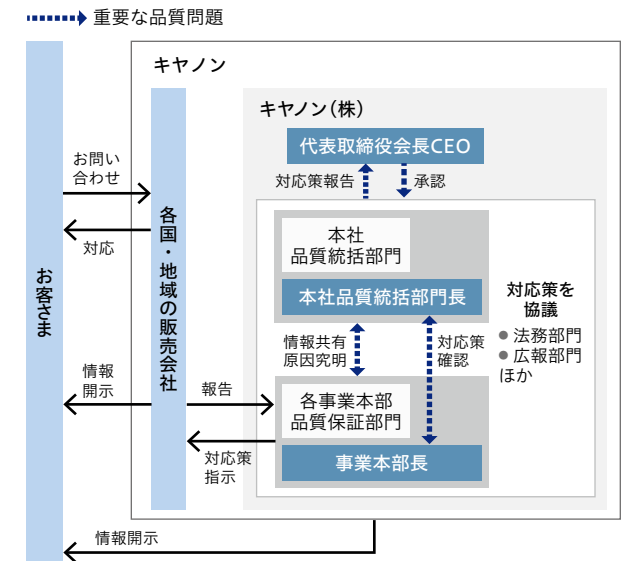 重要な品質問題
キヤノン
キヤノン(株)
代表取締役会長CEO
対応策報告
承認
お問い
合わせ
対応
お客さま
各国・地域の販売会社
本社
品質統括部門
本社品質統括部門長
対応策を
協議
● 法務部門
● 広報部門
ほか
情報共有
原因究明
対応策
確認
情報
開示
報告
各事業本部
品質保証部門
事業本部長
対応策
指示
情報開示